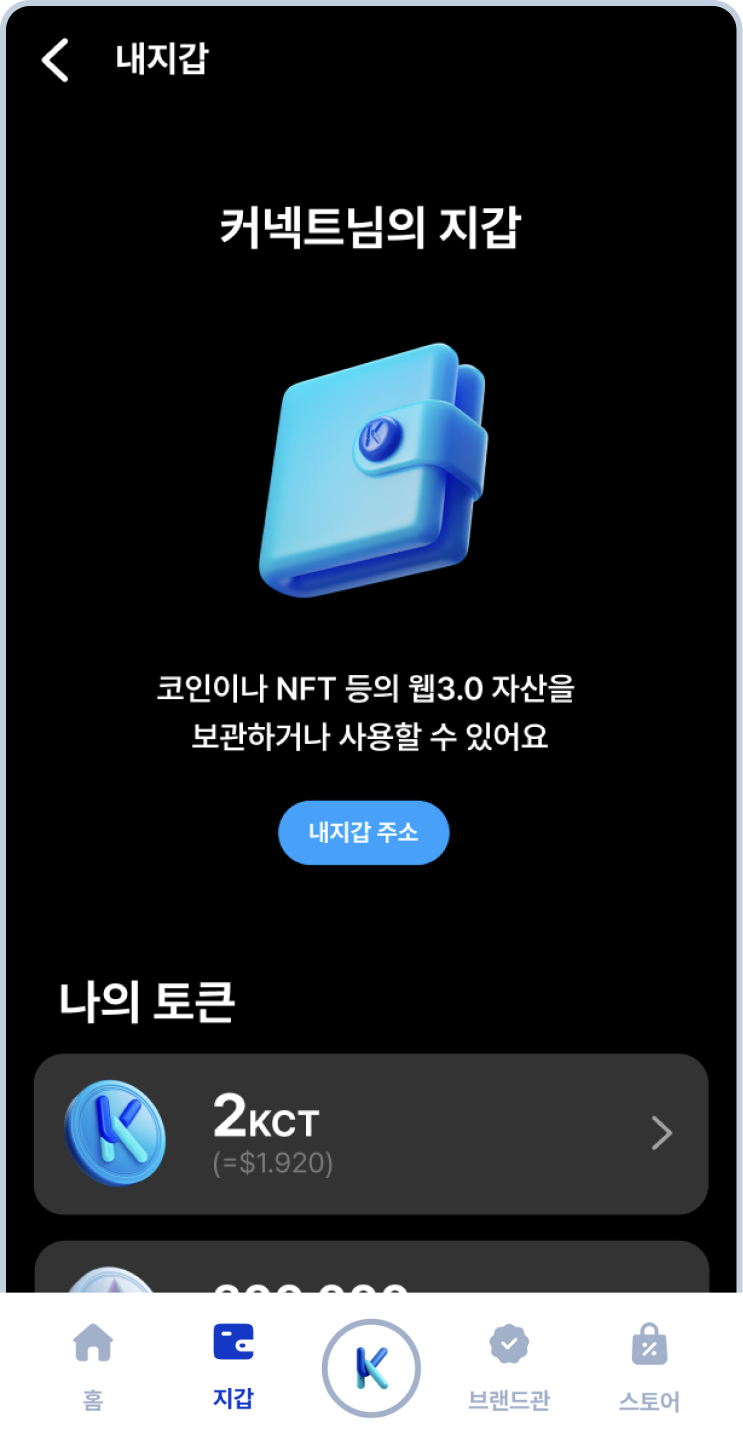 내지갑
커넥트님의 지갑
코인이나 NFT 등의 웹3.0 자산을
보관하거나 사용할 수 있어요
내지갑 주소
나의 토큰
2KCT
(=$1.920)
홈
지갑
브랜드관
스토어